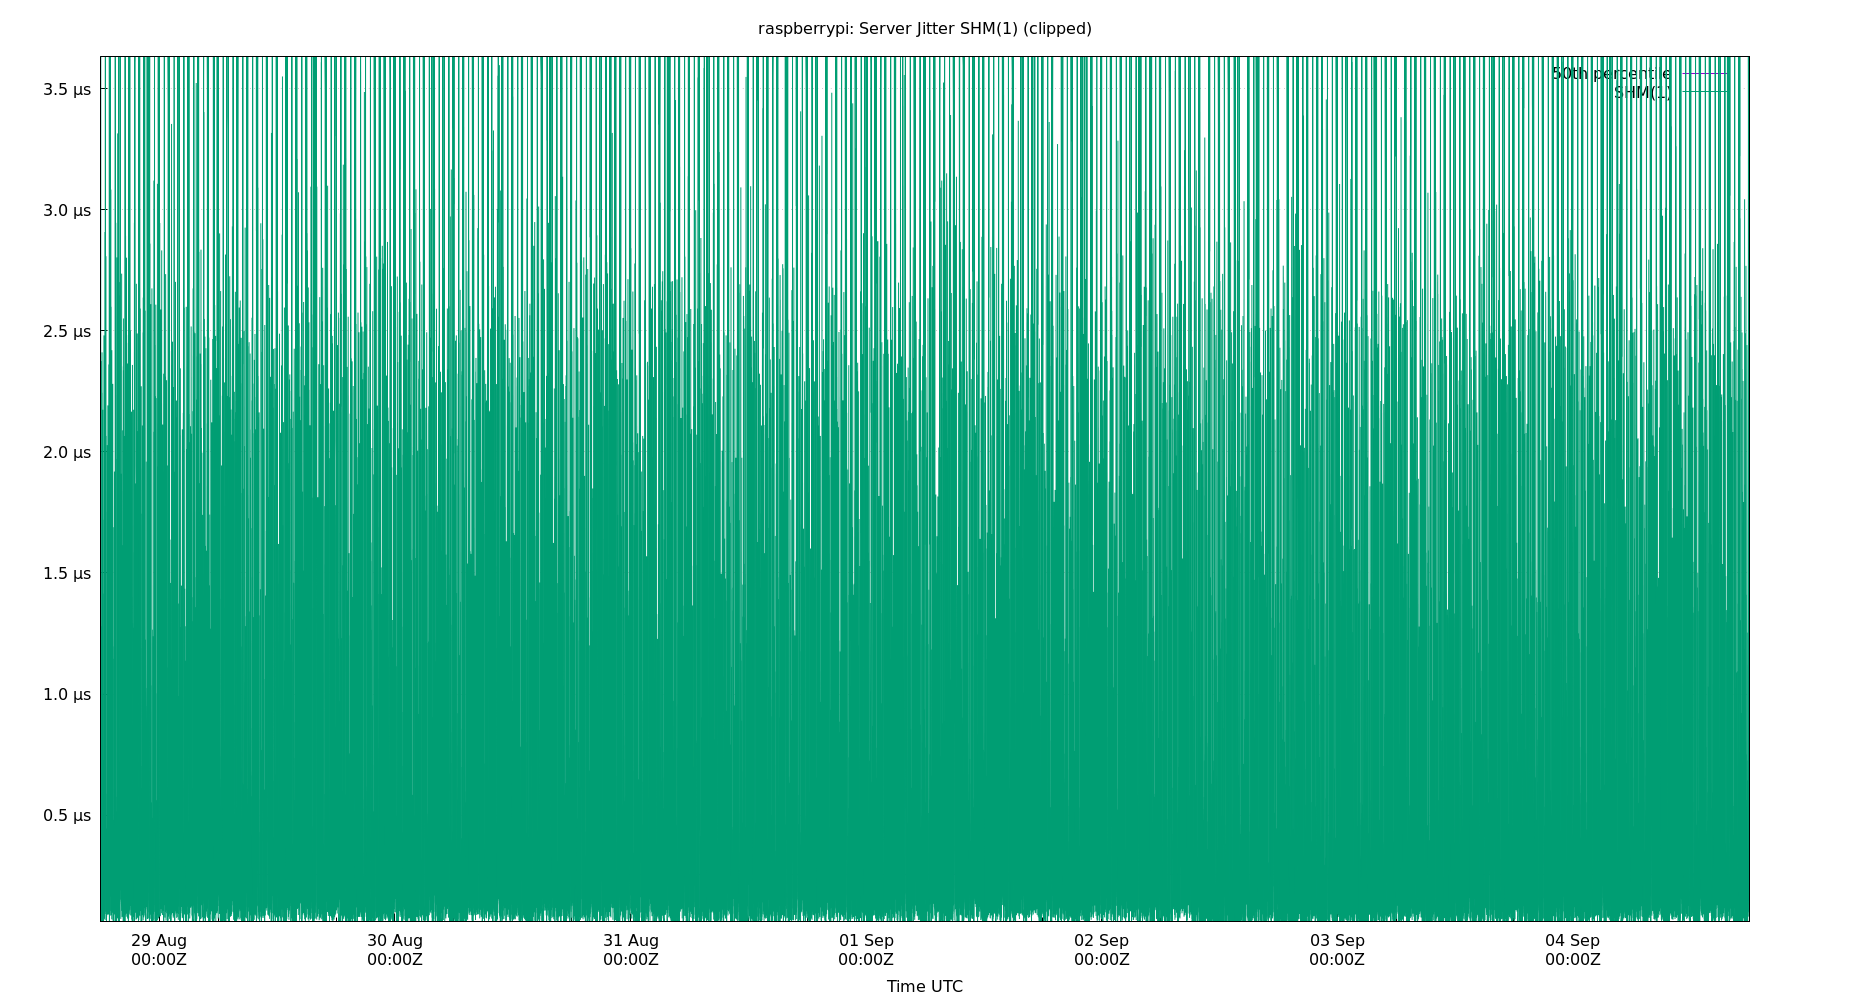 raspberrypi: Server Jitter SHM(1) (clipped)
50th percentile
SHM(1)
3.5 µs
3.0 µs
2.5 µs
2.0 µs
1.5 µs
1.0 µs
0.5 µs
29 Aug 30 Aug 31 Aug 01 Sep 02 Sep 03 Sep 04 Sep
00:00Z 00:00Z 00:00Z 00:00Z 00:00Z 00:00Z 00:00Z
Time UTC